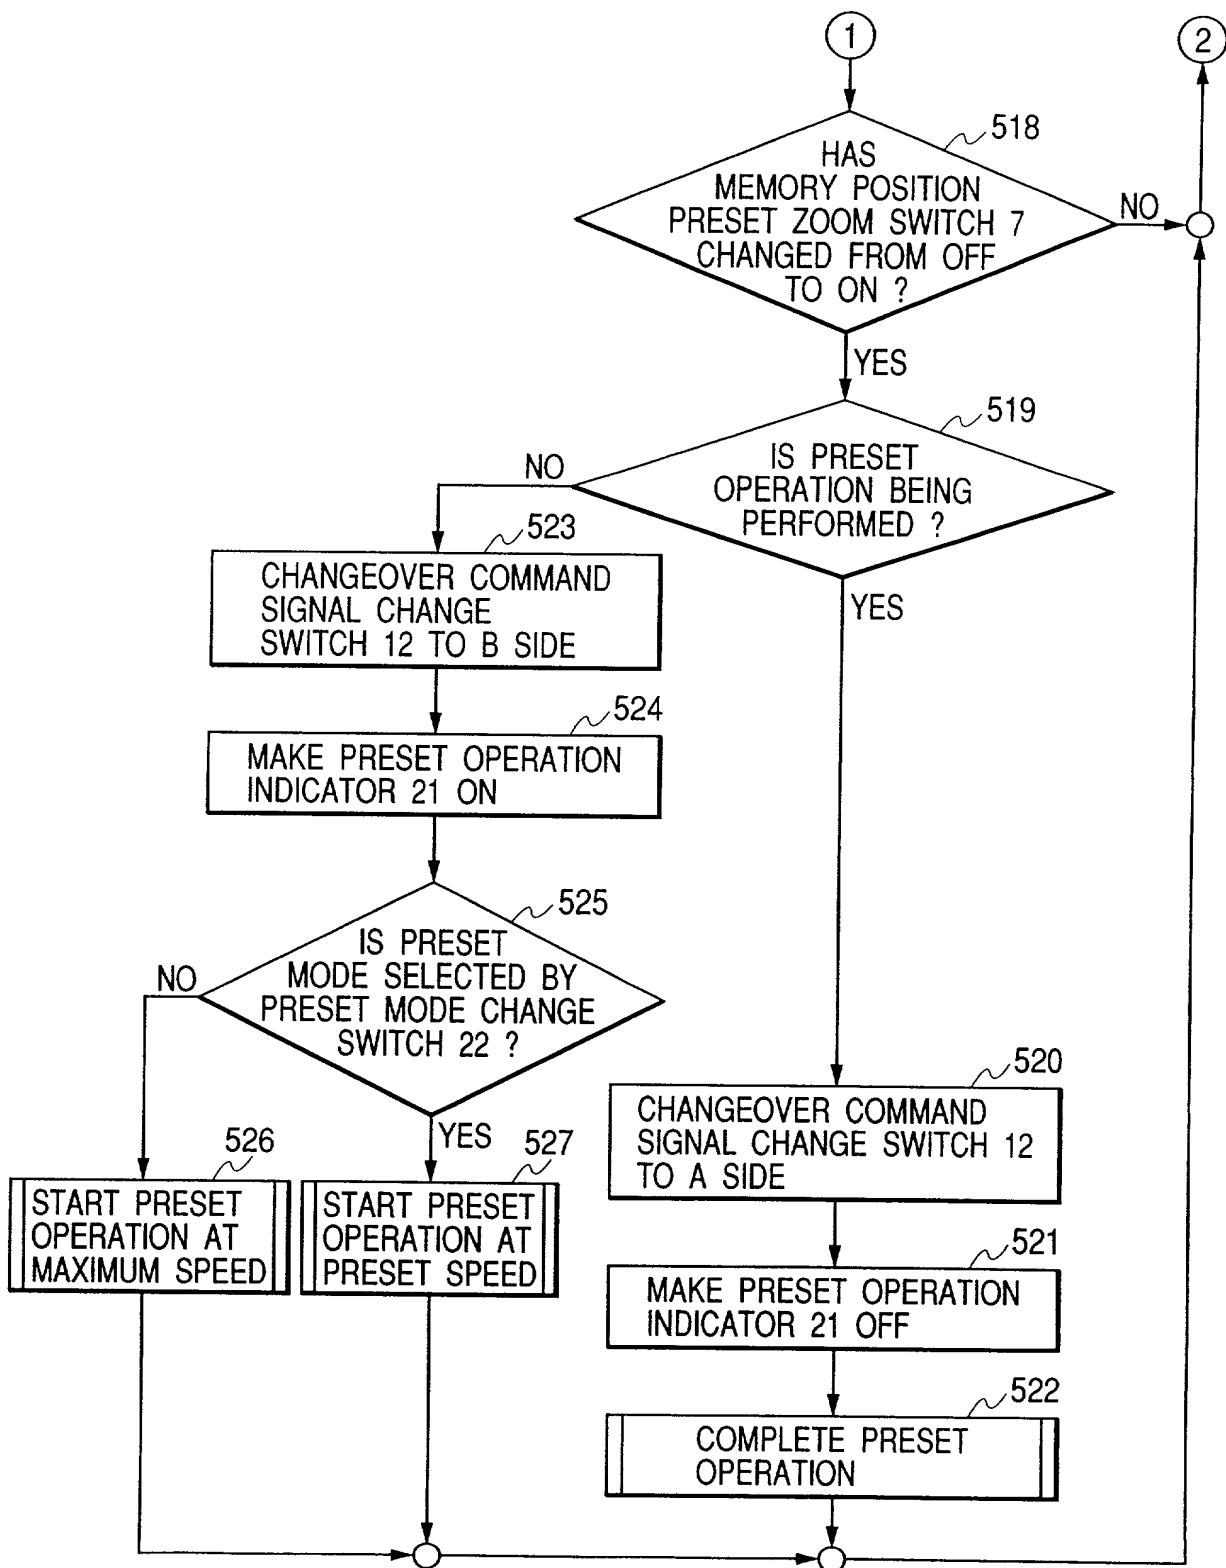 1
2
518
HAS
MEMORY POSITION
PRESET ZOOM SWITCH 7
CHANGED FROM OFF
TO ON ?
NO
YES
519
IS PRESET
OPERATION BEING
PERFORMED ?
NO
YES
523
CHANGEOVER COMMAND
SIGNAL CHANGE
SWITCH 12 TO B SIDE
524
MAKE PRESET OPERATION
INDICATOR 21 ON
525
IS PRESET
MODE SELECTED BY
PRESET MODE CHANGE
SWITCH 22 ?
NO
YES
526
START PRESET
OPERATION AT
MAXIMUM SPEED
527
START PRESET
OPERATION AT
PRESET SPEED
520
CHANGEOVER COMMAND
SIGNAL CHANGE SWITCH 12
TO A SIDE
521
MAKE PRESET OPERATION
INDICATOR 21 OFF
522
COMPLETE PRESET
OPERATION